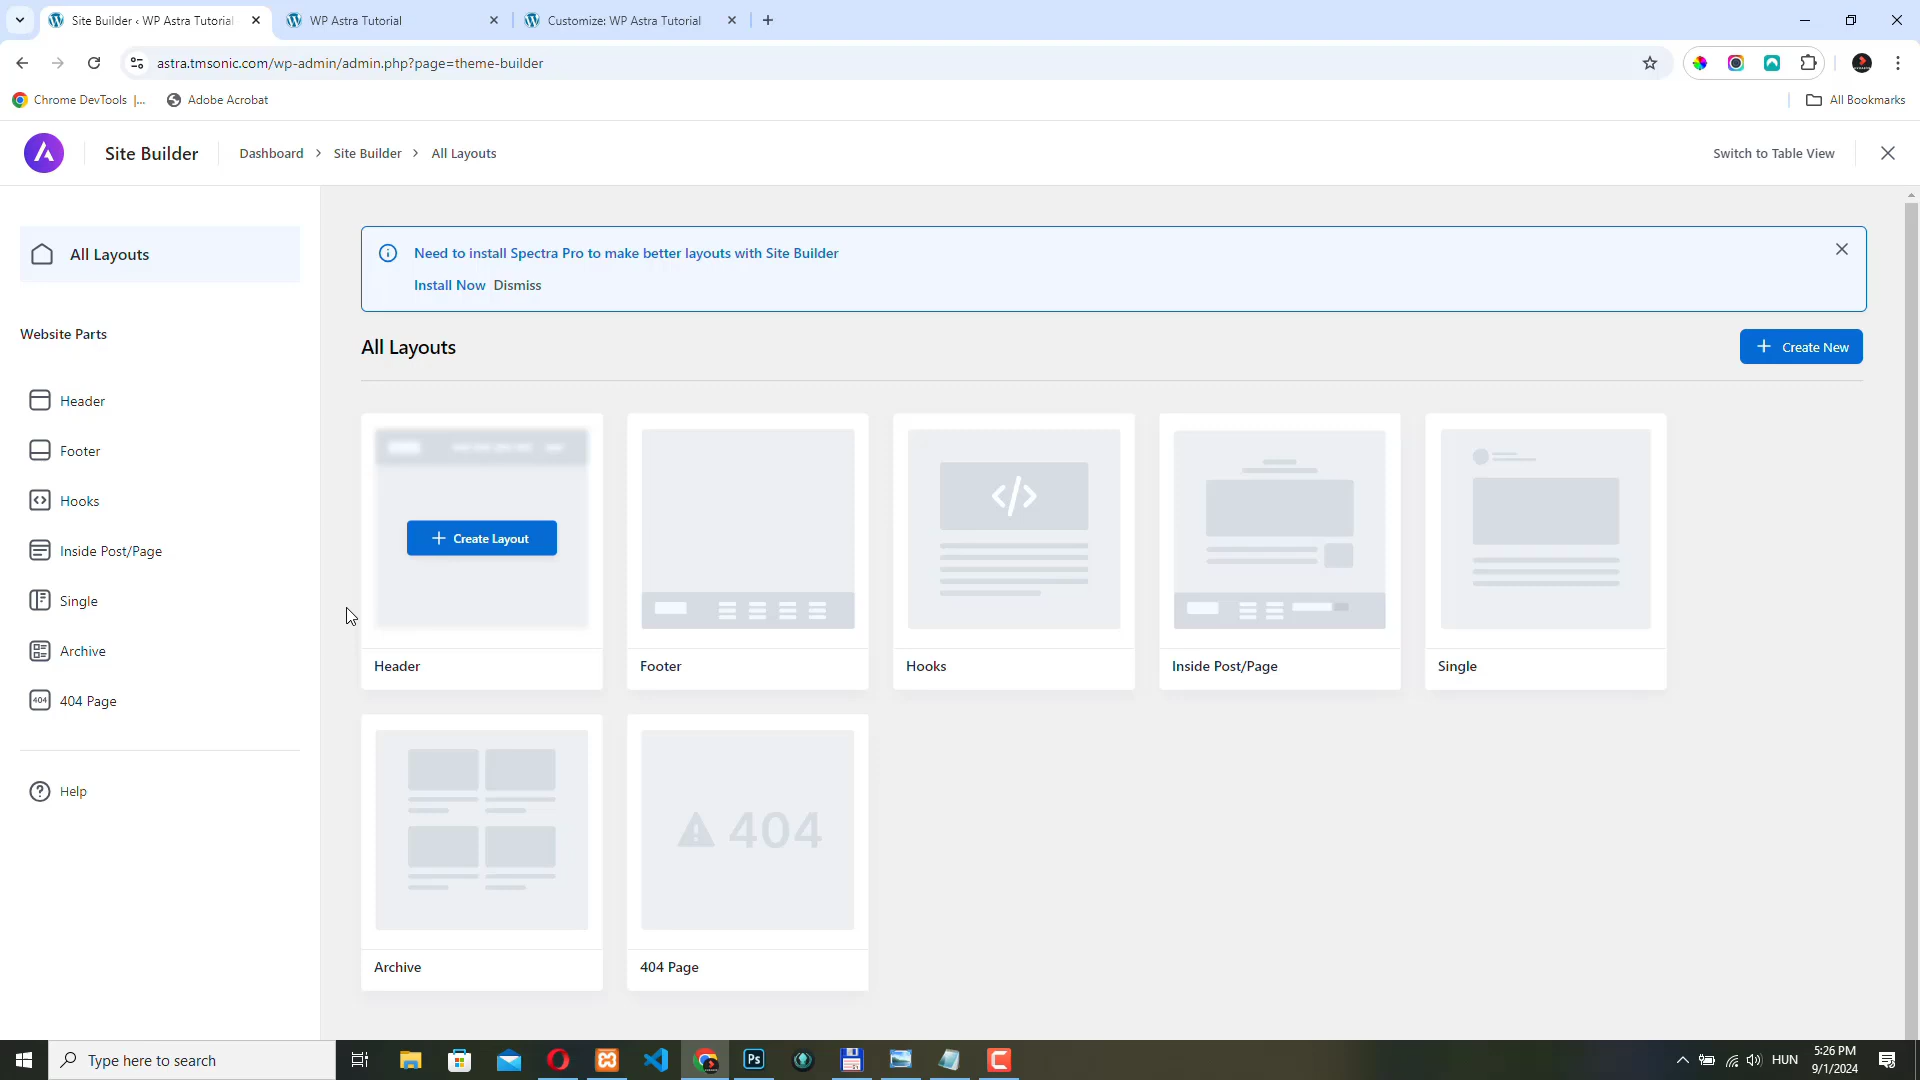 Site Builder ‹ WP Astra Tutorial
WP Astra Tutorial
Customize: WP Astra Tutorial
astra.tmsonic.com/wp-admin/admin.php?page=theme-builder
Chrome DevTools |...
Adobe Acrobat
All Bookmarks
Site Builder
Dashboard > Site Builder > All Layouts
Switch to Table View
All Layouts
Website Parts
Header
Footer
Hooks
Inside Post/Page
Single
Archive
404
404 Page
Help
Need to install Spectra Pro to make better layouts with Site Builder
Install Now Dismiss
All Layouts
Create New
Create Layout
Header
Footer
</>
Hooks
Inside Post/Page
Single
Archive
404
404 Page
Type here to search
Ps
HUN
5:26 PM
9/1/2024